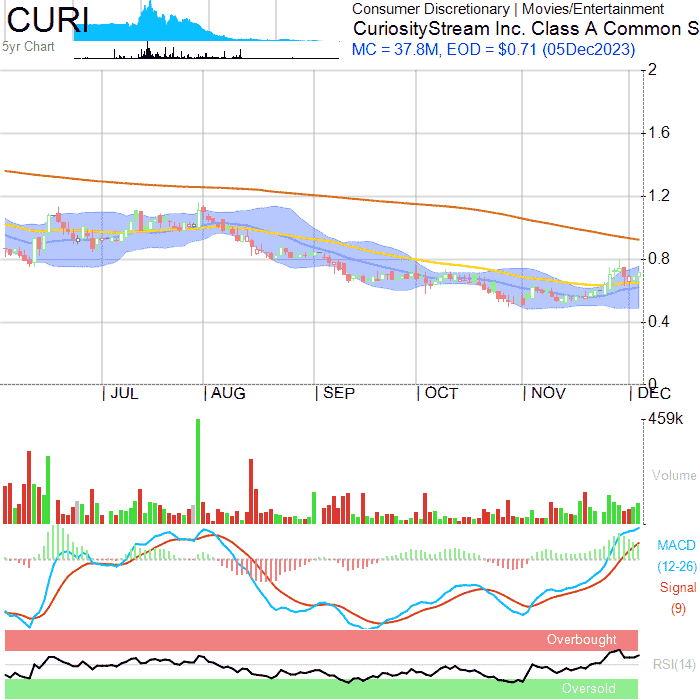 CURI
5yr Chart
Consumer Discretionary | Movies/Entertainment
CuriosityStream Inc. Class A Common S
MC = 37.8M, EOD = $0.71 (05Dec2023)
2
1.6
1.2
0.8
0.4
0
JUL
AUG
SEP
OCT
NOV
DEC
459k
Volume
MACD
(12-26)
Signal
(9)
Overbought
RSI(14)
Oversold